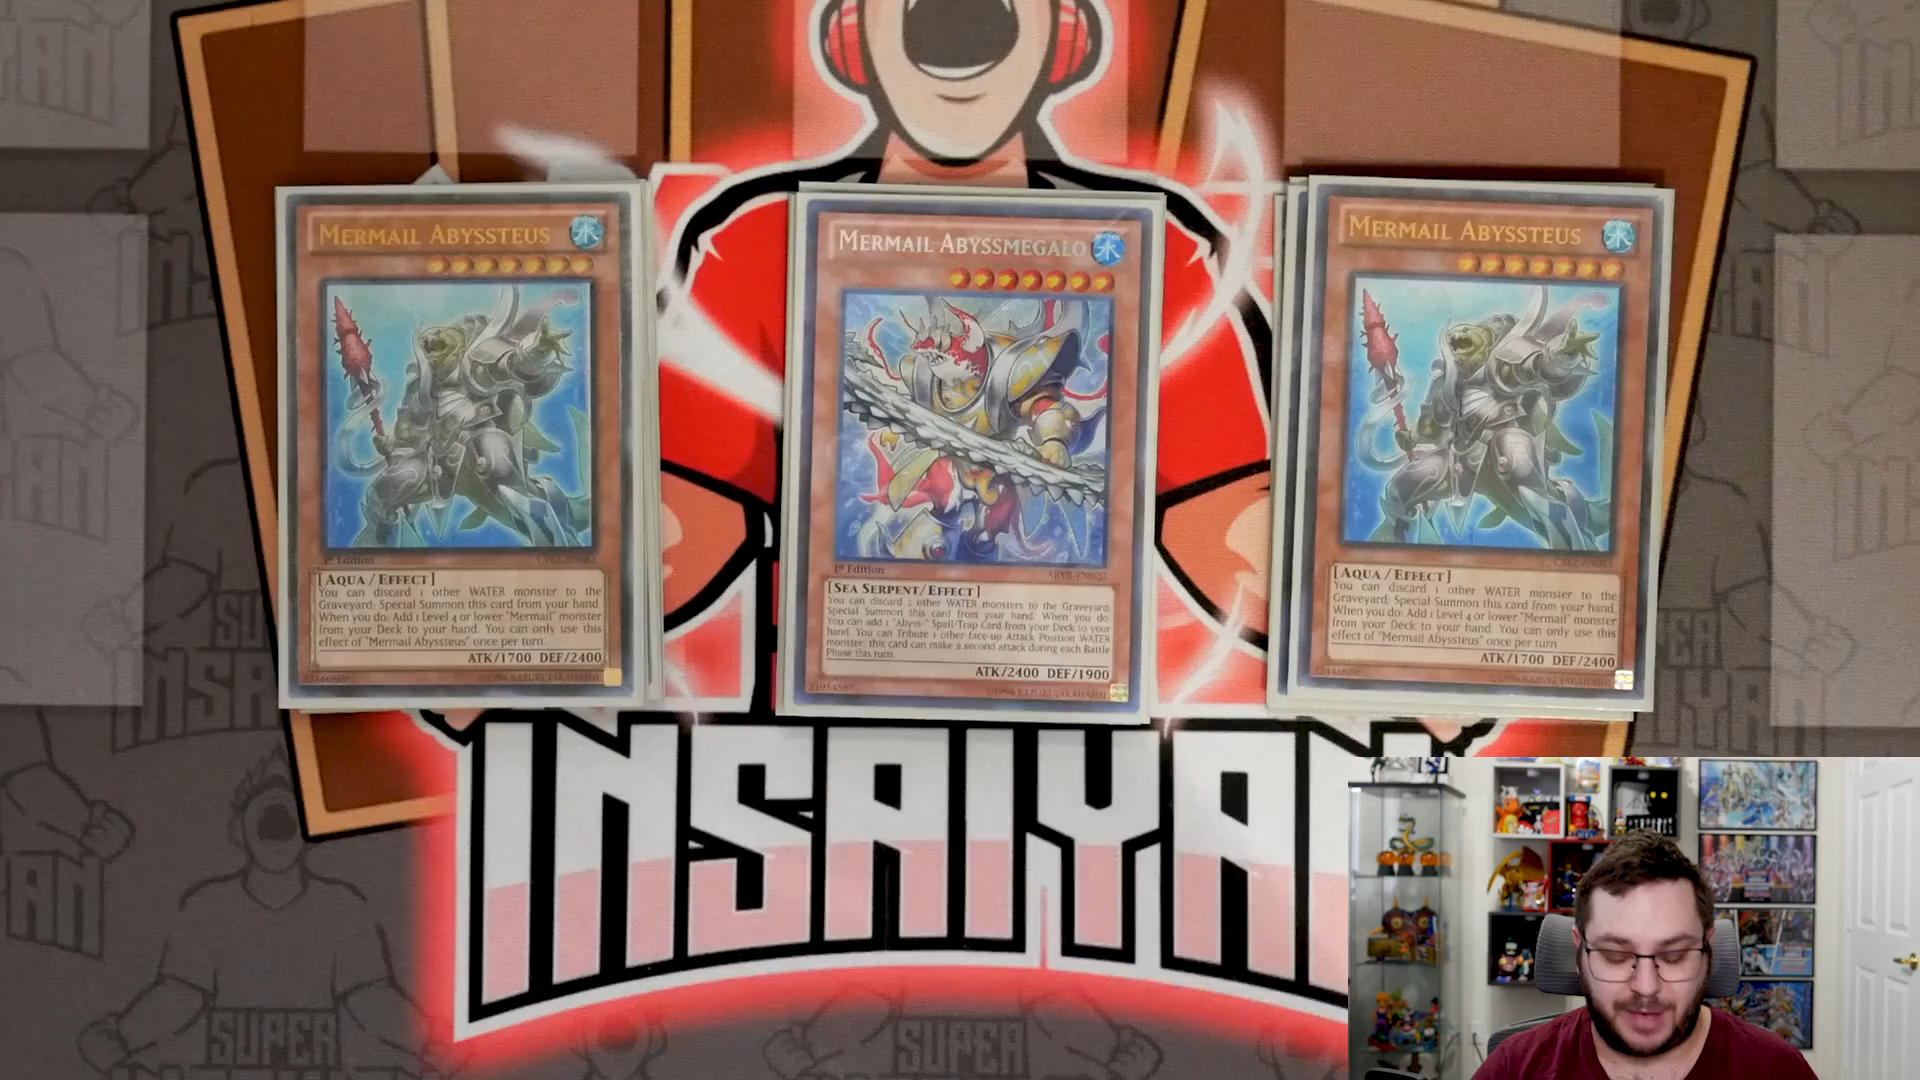 MERMAIL ABYSSTEUS
1st Edition
[AQUA/EFFECT]
You can discard 1 other WATER monster to the
Graveyard; Special Summon this card from your hand.
When you do: Add 1 Level 4 or lower "Mermail" monster
from your Deck to your hand. You can only use this
effect of "Mermail Abyssteus" once per turn.
ATK/1700 DEF/2400
MERMAIL ABYSSMEGALO
1st Edition
ABYR-EN020
[SEA SERPENT/EFFECT]
You can discard 2 other WATER monsters to the Graveyard;
Special Summon this card from your hand. When you do:
You can add 1 "Abyss-" Spell/Trap Card from your Deck to your
hand. You can Tribute 1 other face-up Attack Position WATER
monster; this card can make a second attack during each Battle
Phase this turn.
ATK/2400 DEF/1900
MERMAIL ABYSSTEUS
[AQUA/EFFECT]
You can discard 1 other WATER monster to the
Graveyard; Special Summon this card from your hand.
When you do: Add 1 Level 4 or lower "Mermail" monster
from your Deck to your hand. You can only use this
effect of "Mermail Abyssteus" once per turn.
ATK/1700 DEF/2400
INSAIYAN
SUPER
SUPER